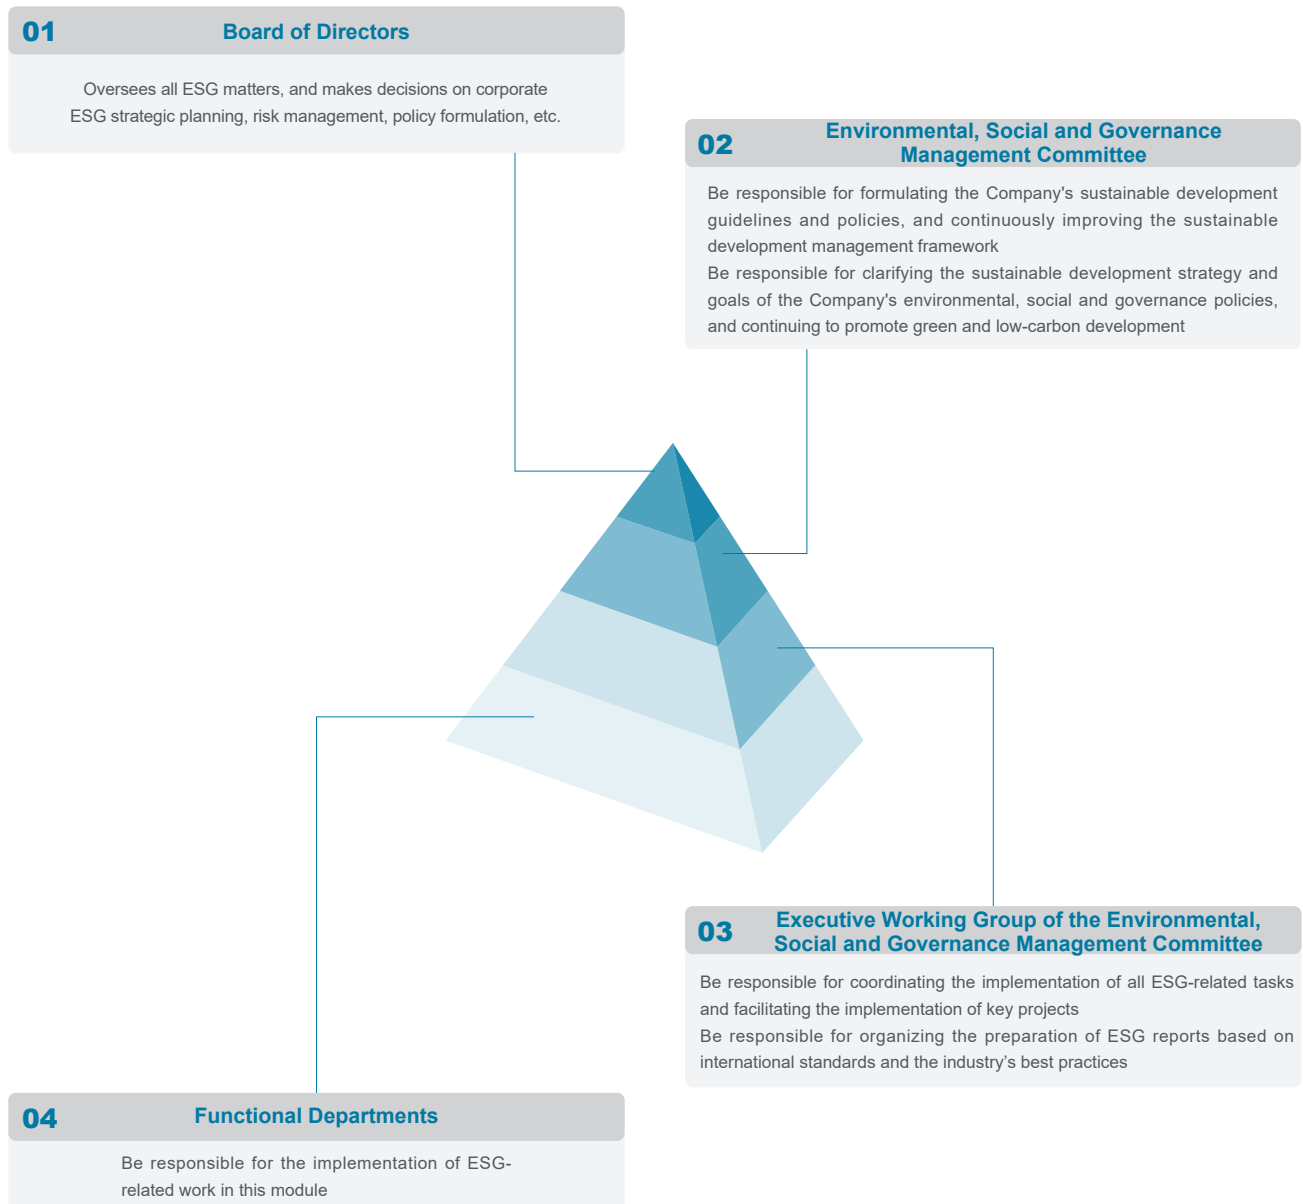 01
Board of Directors
Oversees all ESG matters, and makes decisions on corporate
ESG strategic planning, risk management, policy formulation, etc.
02
Environmental, Social and Governance
Management Committee
Be responsible for formulating the Company's sustainable development
guidelines and policies, and continuously improving the sustainable
development management framework
Be responsible for clarifying the sustainable development strategy and
goals of the Company's environmental, social and governance policies,
and continuing to promote green and low-carbon development
03
Executive Working Group of the Environmental,
Social and Governance Management Committee
Be responsible for coordinating the implementation of all ESG-related tasks
and facilitating the implementation of key projects
Be responsible for organizing the preparation of ESG reports based on
international standards and the industry’s best practices
04
Functional Departments
Be responsible for the implementation of ESG-
related work in this module